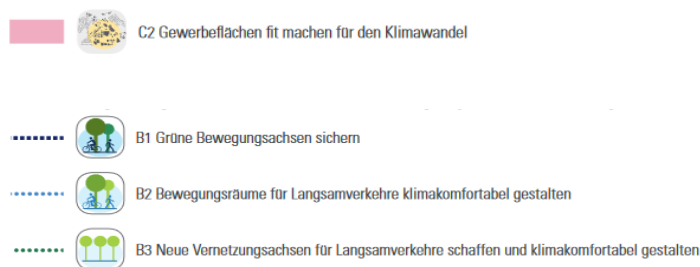 C2 Gewerbeflächen fit machen für den Klimawandel
B1 Grüne Bewegungsachsen sichern
B2 Bewegungsräume für Langsamverkehre klimakomfortabel gestalten
B3 Neue Vernetzungsachsen für Langsamverkehre schaffen und klimakomfortabel gestalten